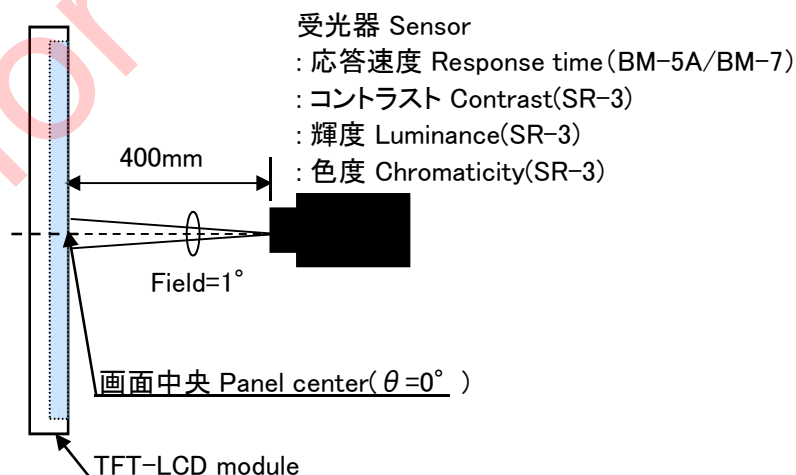 受光器 Sensor
: 応答速度 Response time(BM-5A/BM-7)
: コントラスト Contrast(SR-3)
: 輝度 Luminance(SR-3)
: 色度 Chromaticity(SR-3)
400mm
Field=1°
画面中央 Panel center(θ=0° )
TFT-LCD module